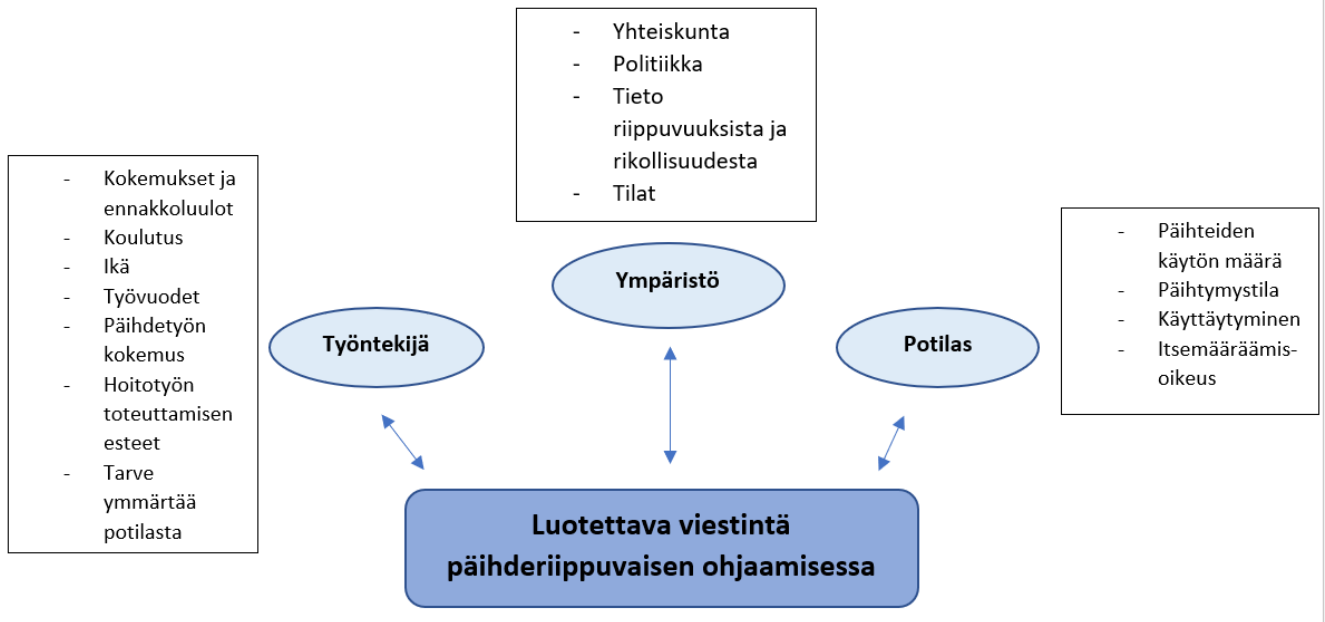 - Yhteiskunta
- Politiikka
- Tieto
riippuvuuksista ja
rikollisuudesta
- Tilat
- Kokemukset ja
ennakkoluulot
- Koulutus
- Ikä
- Työvuodet
- Päihdetyön
kokemus
- Hoitotyön
toteuttamisen
esteet
- Tarve
ymmärtää
potilasta
- Päihteiden
käytön määrä
- Päihtymystila
- Käyttäytyminen
- Itsemääräämis-
oikeus
Työntekijä
Ympäristö
Potilas
Luotettava viestintä
päihderiippuvaisen ohjaamisessa